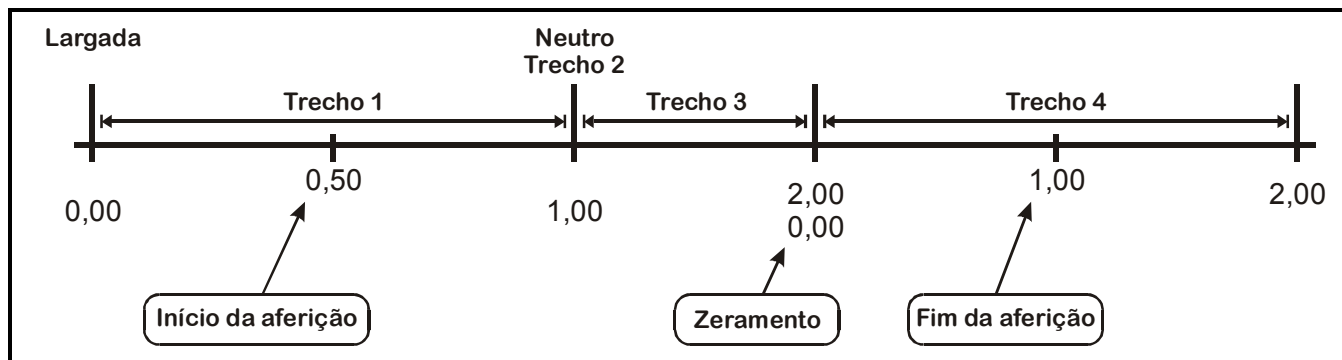 Largada
Neutro
Trecho 2
Trecho 1
Trecho 3
Trecho 4
0,00
0,50
1,00
2,00
0,00
1,00
2,00
Início da aferição
Zeramento
Fim da aferição